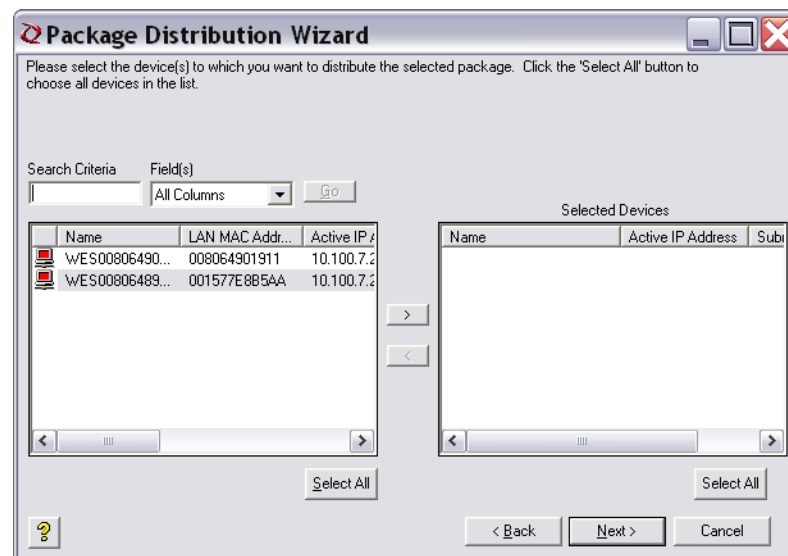 Package Distribution Wizard
Please select the device(s) to which you want to distribute the selected package. Click the 'Select All' button to
choose all devices in the list.
Search Criteria Field(s)
All Columns Go
Selected Devices
Name LAN MAC Addr... Active IP A
WES00806490... 008064901911 10.100.7.2
WES00806489... 001577E8B5AA 10.100.7.2
Name Active IP Address Subn
>
<
Select All
Select All
?
< Back Next > Cancel